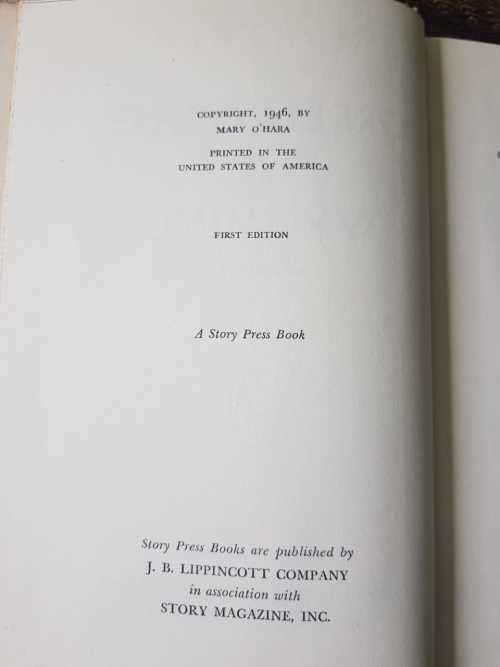 COPYRIGHT, 1946, BY
MARY O'HARA
PRINTED IN THE
UNITED STATES OF AMERICA
FIRST EDITION
A Story Press Book
Story Press Books are published by
J. B. LIPPINCOTT COMPANY
in association with
STORY MAGAZINE, INC.